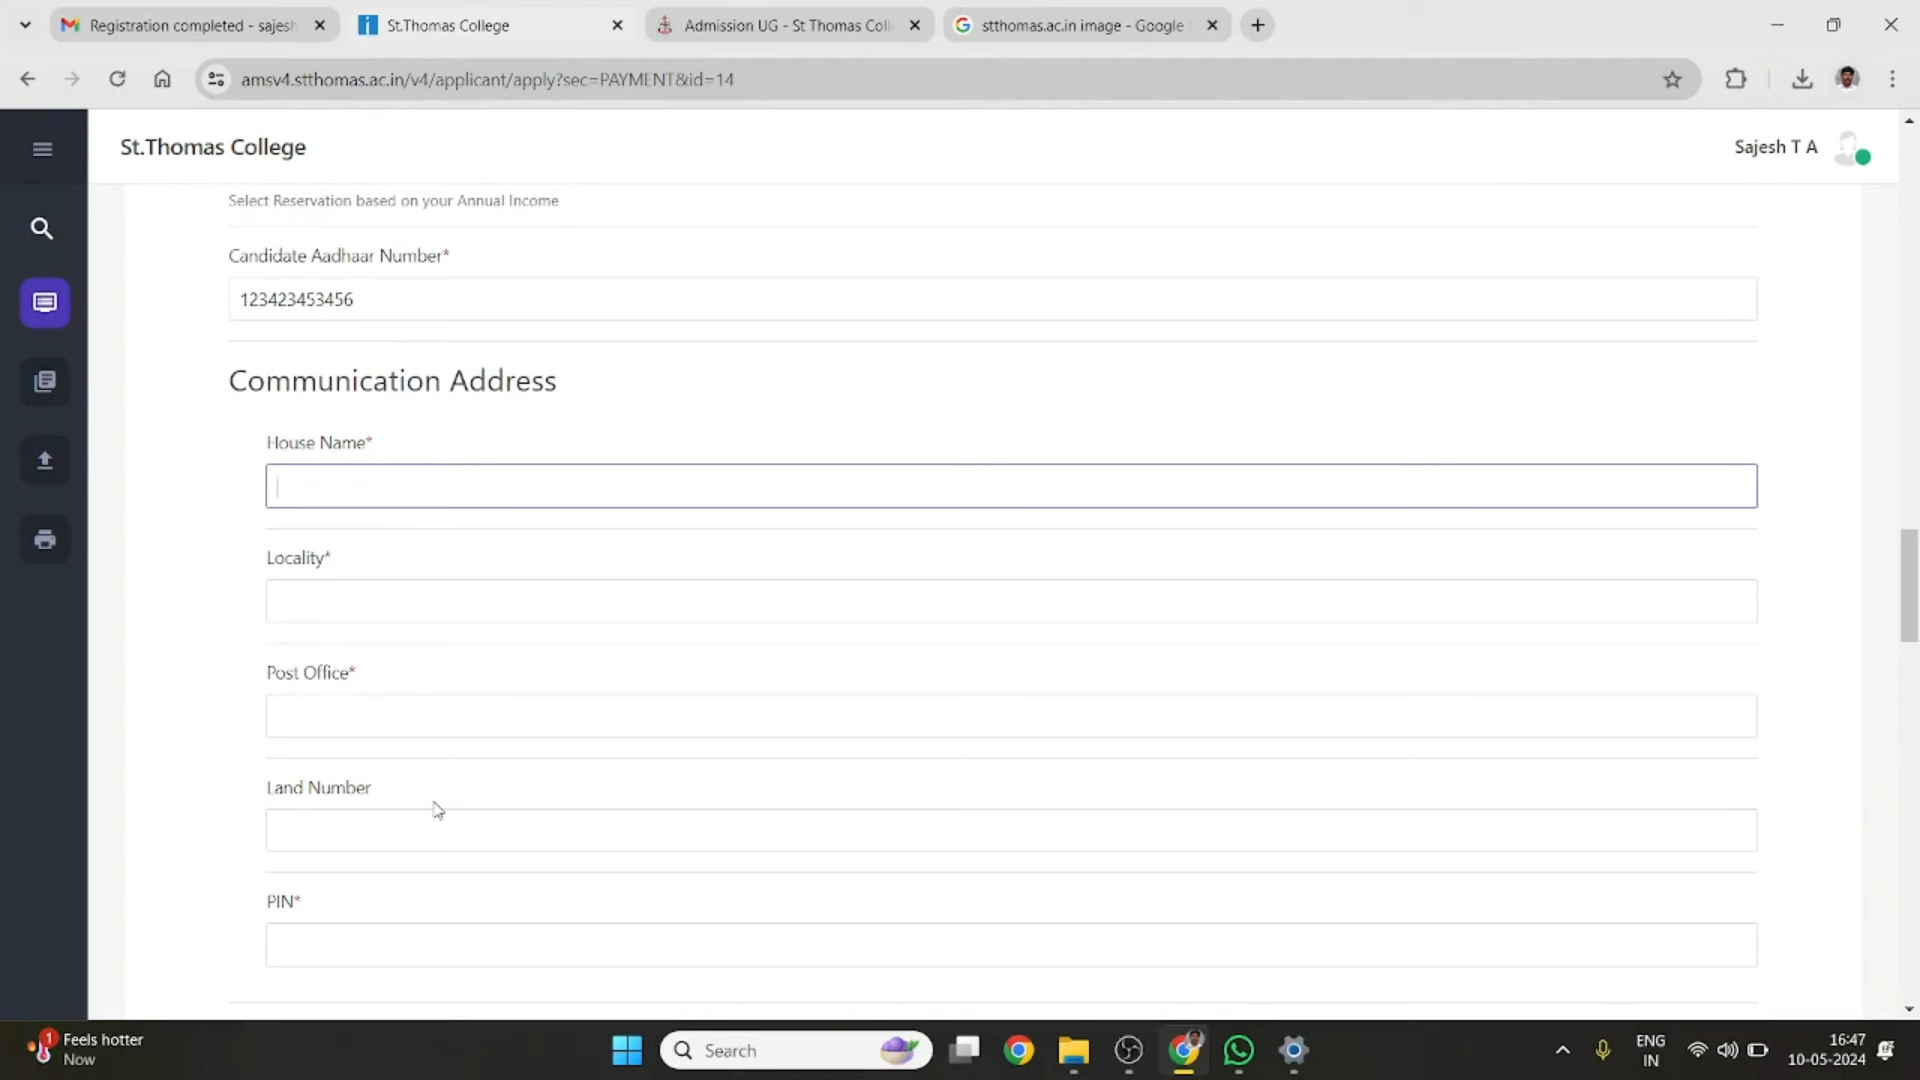 Registration completed - sajesh
St.Thomas College
Admission UG - St Thomas Coll
stthomas.ac.in image - Google S
amsv4.stthomas.ac.in/v4/applicant/apply?sec=PAYMENT&id=14
St.Thomas College
Sajesh T A
Select Reservation based on your Annual Income
Candidate Aadhaar Number*
123423453456
Communication Address
House Name*
Locality*
Post Office*
Land Number
PIN*
1
Feels hotter
Now
Search
ENG
IN
16:47
10-05-2024